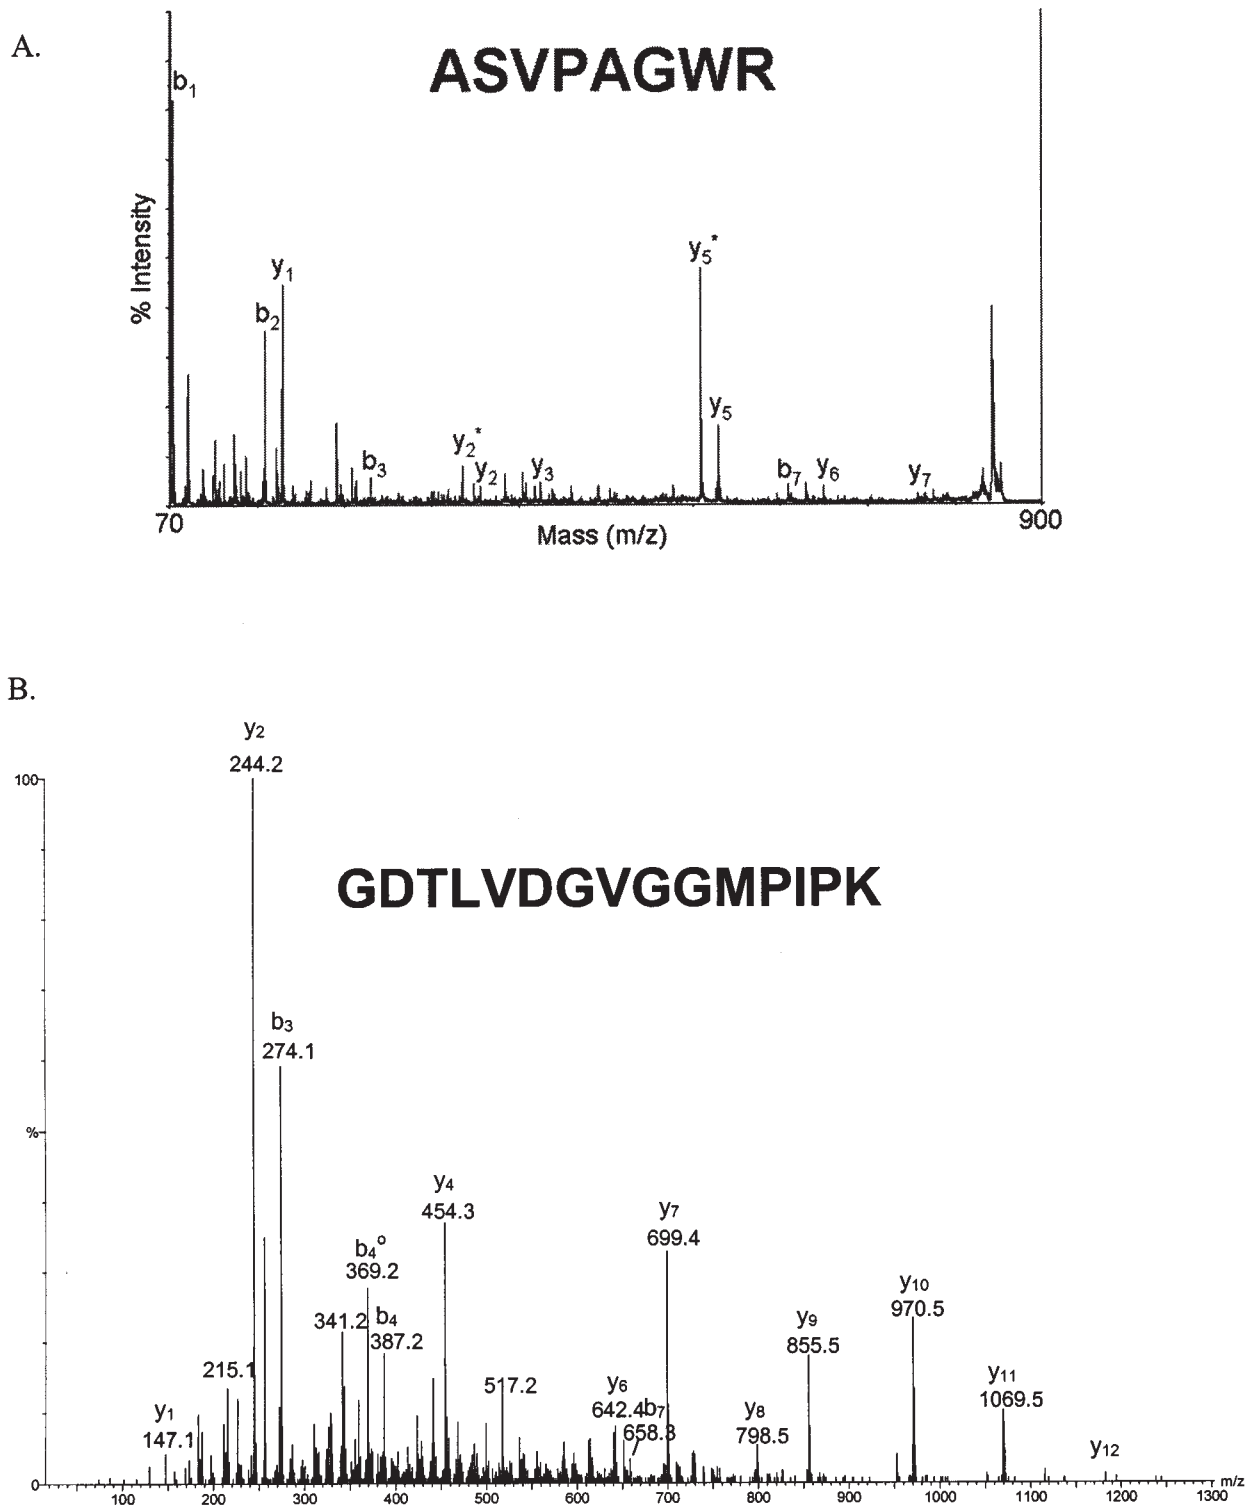 A.
ASVPAGWR
b1
% Intensity
y1
b2
b3
y2*
y2
y3
y5*
y5
b7
y6
y7
70
900
Mass (m/z)
B.
y2
244.2
100
GDTLVDGVGGMPIPK
b3
274.1
%
y4
454.3
y7
699.4
b4o
369.2
y10
970.5
341.2
b4
387.2
y9
855.5
215.1
517.2
y6
642.4
b7
658.3
y11
1069.5
y1
147.1
y8
798.5
y12
0
100 200 300 400 500 600 700 800 900 1000 1100 1200 1300 m/z